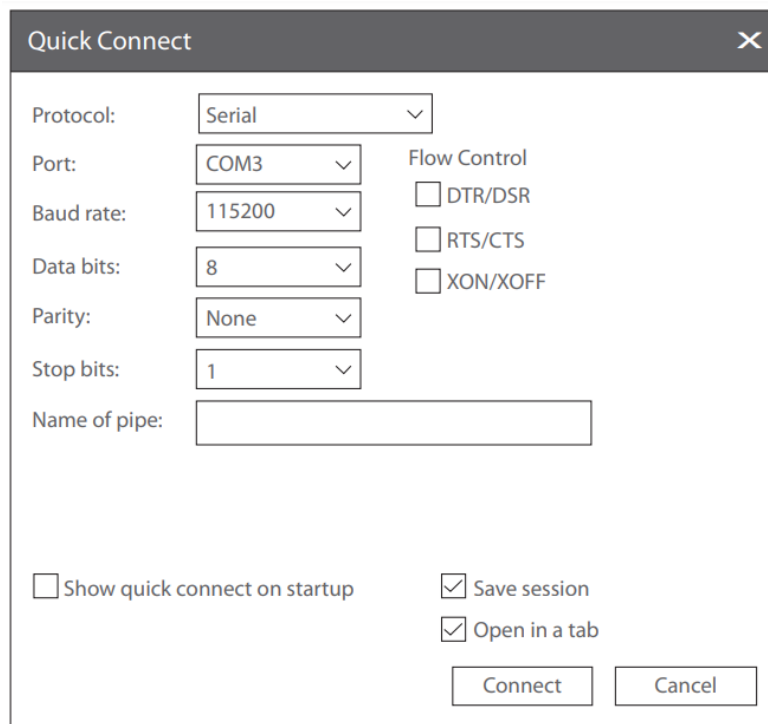 Quick Connect
Protocol: Serial
Port: COM3 Flow Control
Baud rate: 115200 DTR/DSR
RTS/CTS
Data bits: 8
XON/XOFF
Parity: None
Stop bits: 1
Name of pipe:
Show quick connect on startup Save session
Open in a tab
Connect Cancel